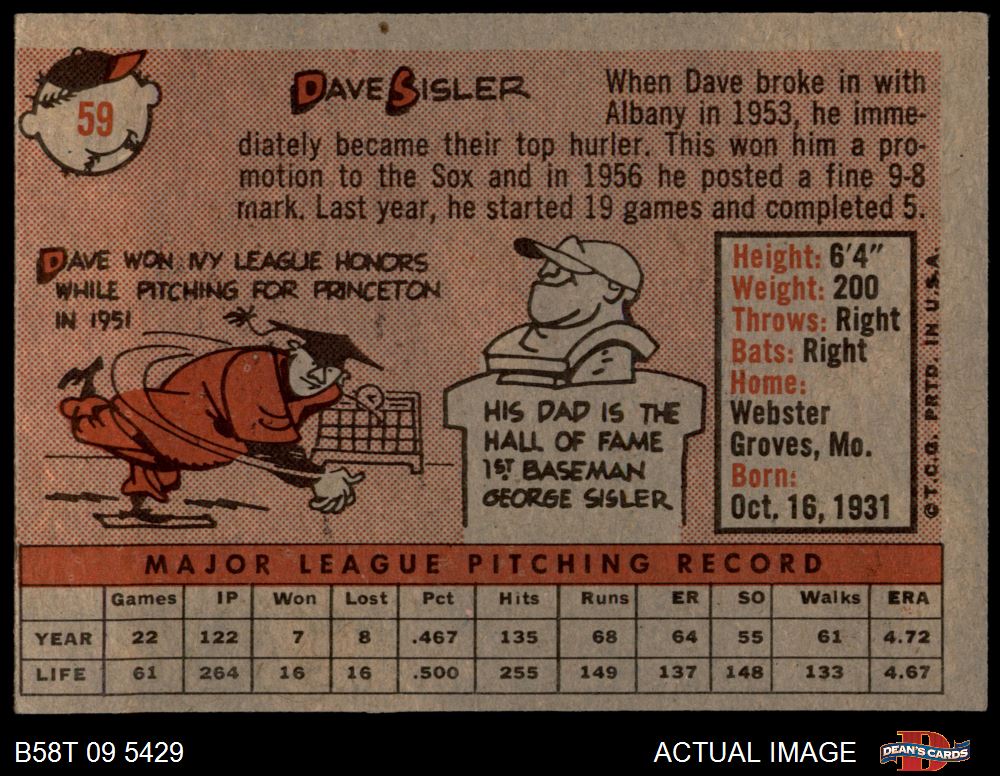 59
DAVE SISLER
When Dave broke in with
Albany in 1953, he imme-
diately became their top hurler. This won him a pro-
motion to the Sox and in 1956 he posted a fine 9-8
mark. Last year, he started 19 games and completed 5.
DAVE WON IVY LEAGUE HONORS
WHILE PITCHING FOR PRINCETON
IN 1951
HIS DAD IS THE
HALL OF FAME
1ST BASEMAN
GEORGE SISLER
Height: 6'4"
Weight: 200
Throws: Right
Bats: Right
Home:
Webster
Groves, Mo.
Born:
Oct. 16, 1931
© T.C.G. PRTD. IN U.S.A.
MAJOR LEAGUE PITCHING RECORD
Games IP Won Lost Pct Hits Runs ER SO Walks ERA
YEAR 22 122 7 8 .467 135 68 64 55 61 4.72
LIFE 61 264 16 16 .500 255 149 137 148 133 4.67
B58T 09 5429
ACTUAL IMAGE
DEAN'S CARDS